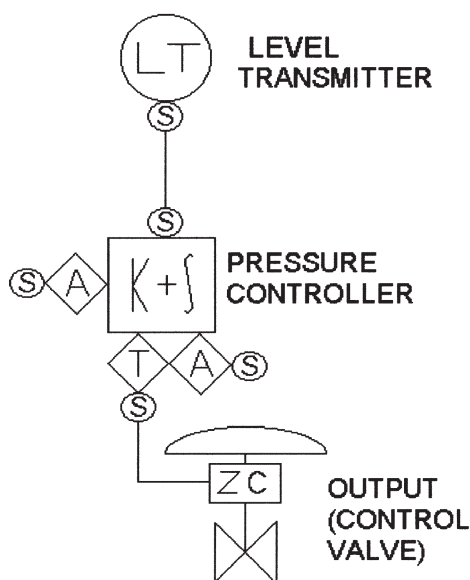 LT
LEVEL
TRANSMITTER
S
S
S A K+∫ PRESSURE
CONTROLLER
T A S
S
ZC
OUTPUT
(CONTROL
VALVE)